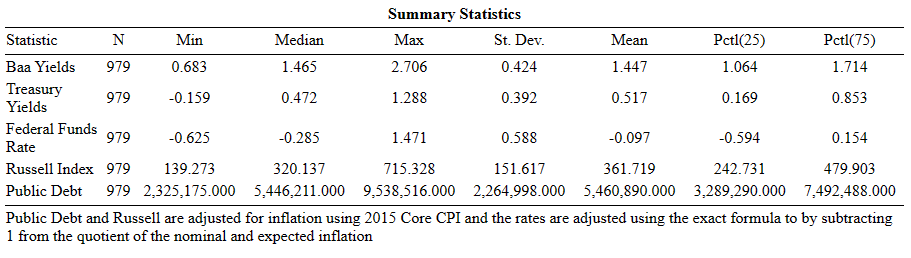 Summary Statistics
Statistic N Min Median Max St. Dev. Mean Pctl(25) Pctl(75)
Baa Yields 979 0.683 1.465 2.706 0.424 1.447 1.064 1.714
Treasury Yields 979 -0.159 0.472 1.288 0.392 0.517 0.169 0.853
Federal Funds Rate 979 -0.625 -0.285 1.471 0.588 -0.097 -0.594 0.154
Russell Index 979 139.273 320.137 715.328 151.617 361.719 242.731 479.903
Public Debt 979 2,325,175.000 5,446,211.000 9,538,516.000 2,264,998.000 5,460,890.000 3,289,290.000 7,492,488.000
Public Debt and Russell are adjusted for inflation using 2015 Core CPI and the rates are adjusted using the exact formula to by subtracting
1 from the quotient of the nominal and expected inflation